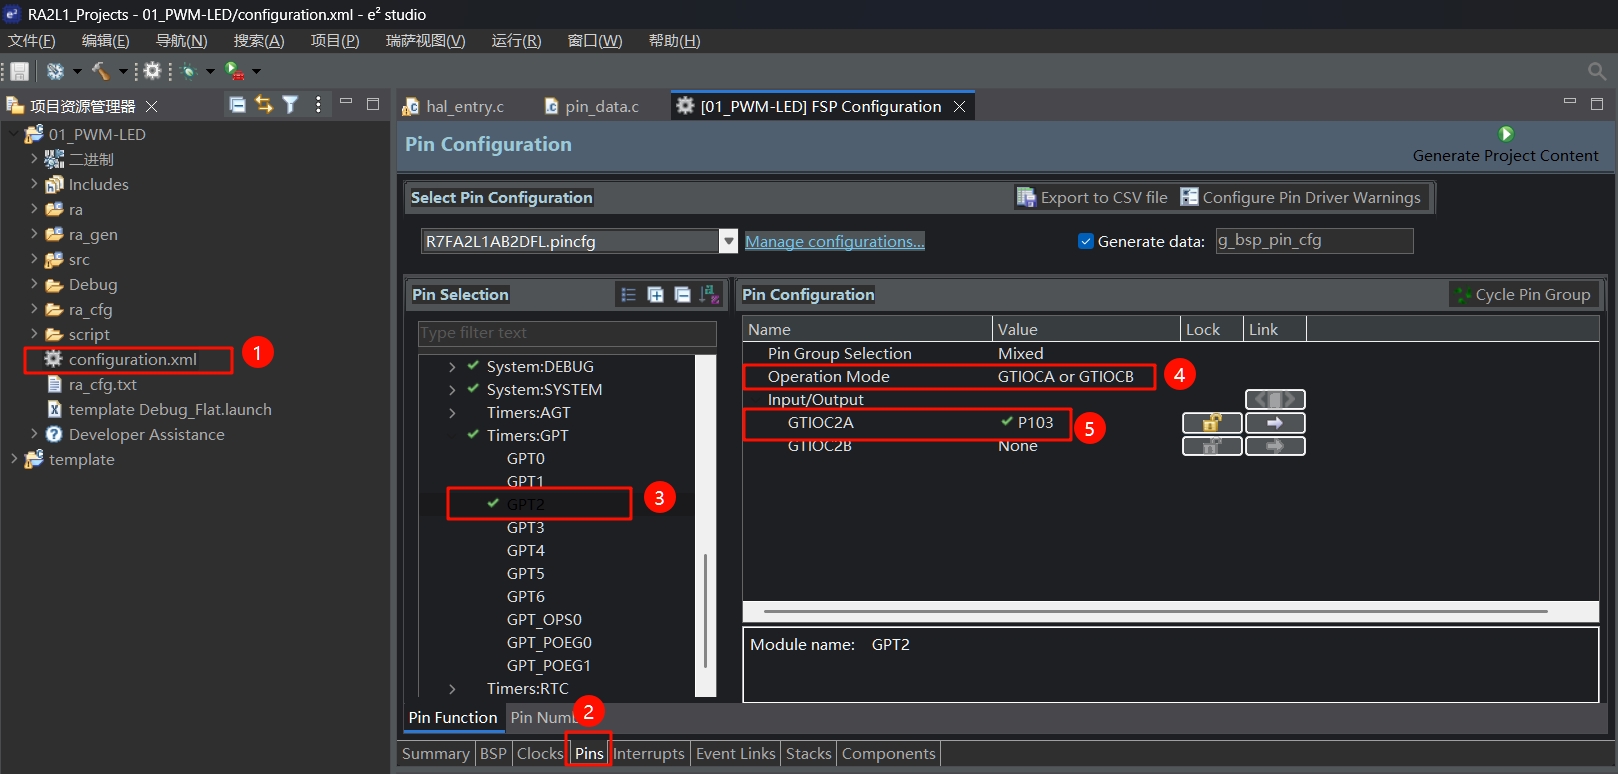 RA2L1_Projects - 01_PWM-LED/configuration.xml - e² studio
文件(F) 编辑(E) 导航(N) 搜索(A) 项目(P) 瑞萨视图(V) 运行(R) 窗口(W) 帮助(H)
项目资源管理器
01_PWM-LED
二进制
Includes
ra
ra_gen
src
Debug
ra_cfg
script
configuration.xml 1
ra_cfg.txt
template Debug_Flat.launch
Developer Assistance
template
hal_entry.c pin_data.c [01_PWM-LED] FSP Configuration
Pin Configuration
Generate Project Content
Select Pin Configuration
Export to CSV file Configure Pin Driver Warnings
R7FA2L1AB2DFL.pincfg Manage configurations... Generate data: g_bsp_pin_cfg
Pin Selection
Type filter text
System:DEBUG
System:SYSTEM
Timers:AGT
Timers:GPT
GPT0
GPT1
GPT2 3
GPT3
GPT4
GPT5
GPT6
GPT_OPS0
GPT_POEG0
GPT_POEG1
Timers:RTC
Pin Configuration Cycle Pin Group
Name Value Lock Link
Pin Group Selection Mixed
Operation Mode GTIOCA or GTIOCB 4
Input/Output
GTIOC2A P103 5
GTIOC2B None
Module name: GPT2
Pin Function Pin Num 2
Summary BSP Clocks Pins Interrupts Event Links Stacks Components